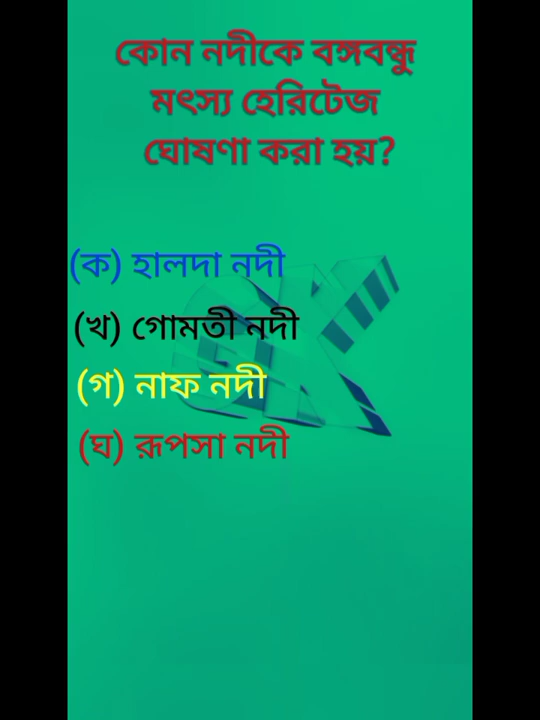 কোন নদীকে বঙ্গবন্ধু
মৎস্য হেরিটেজ
ঘোষণা করা হয়?
(ক) হালদা নদী
(খ) গোমতী নদী
(গ) নাফ নদী
(ঘ) রূপসা নদী